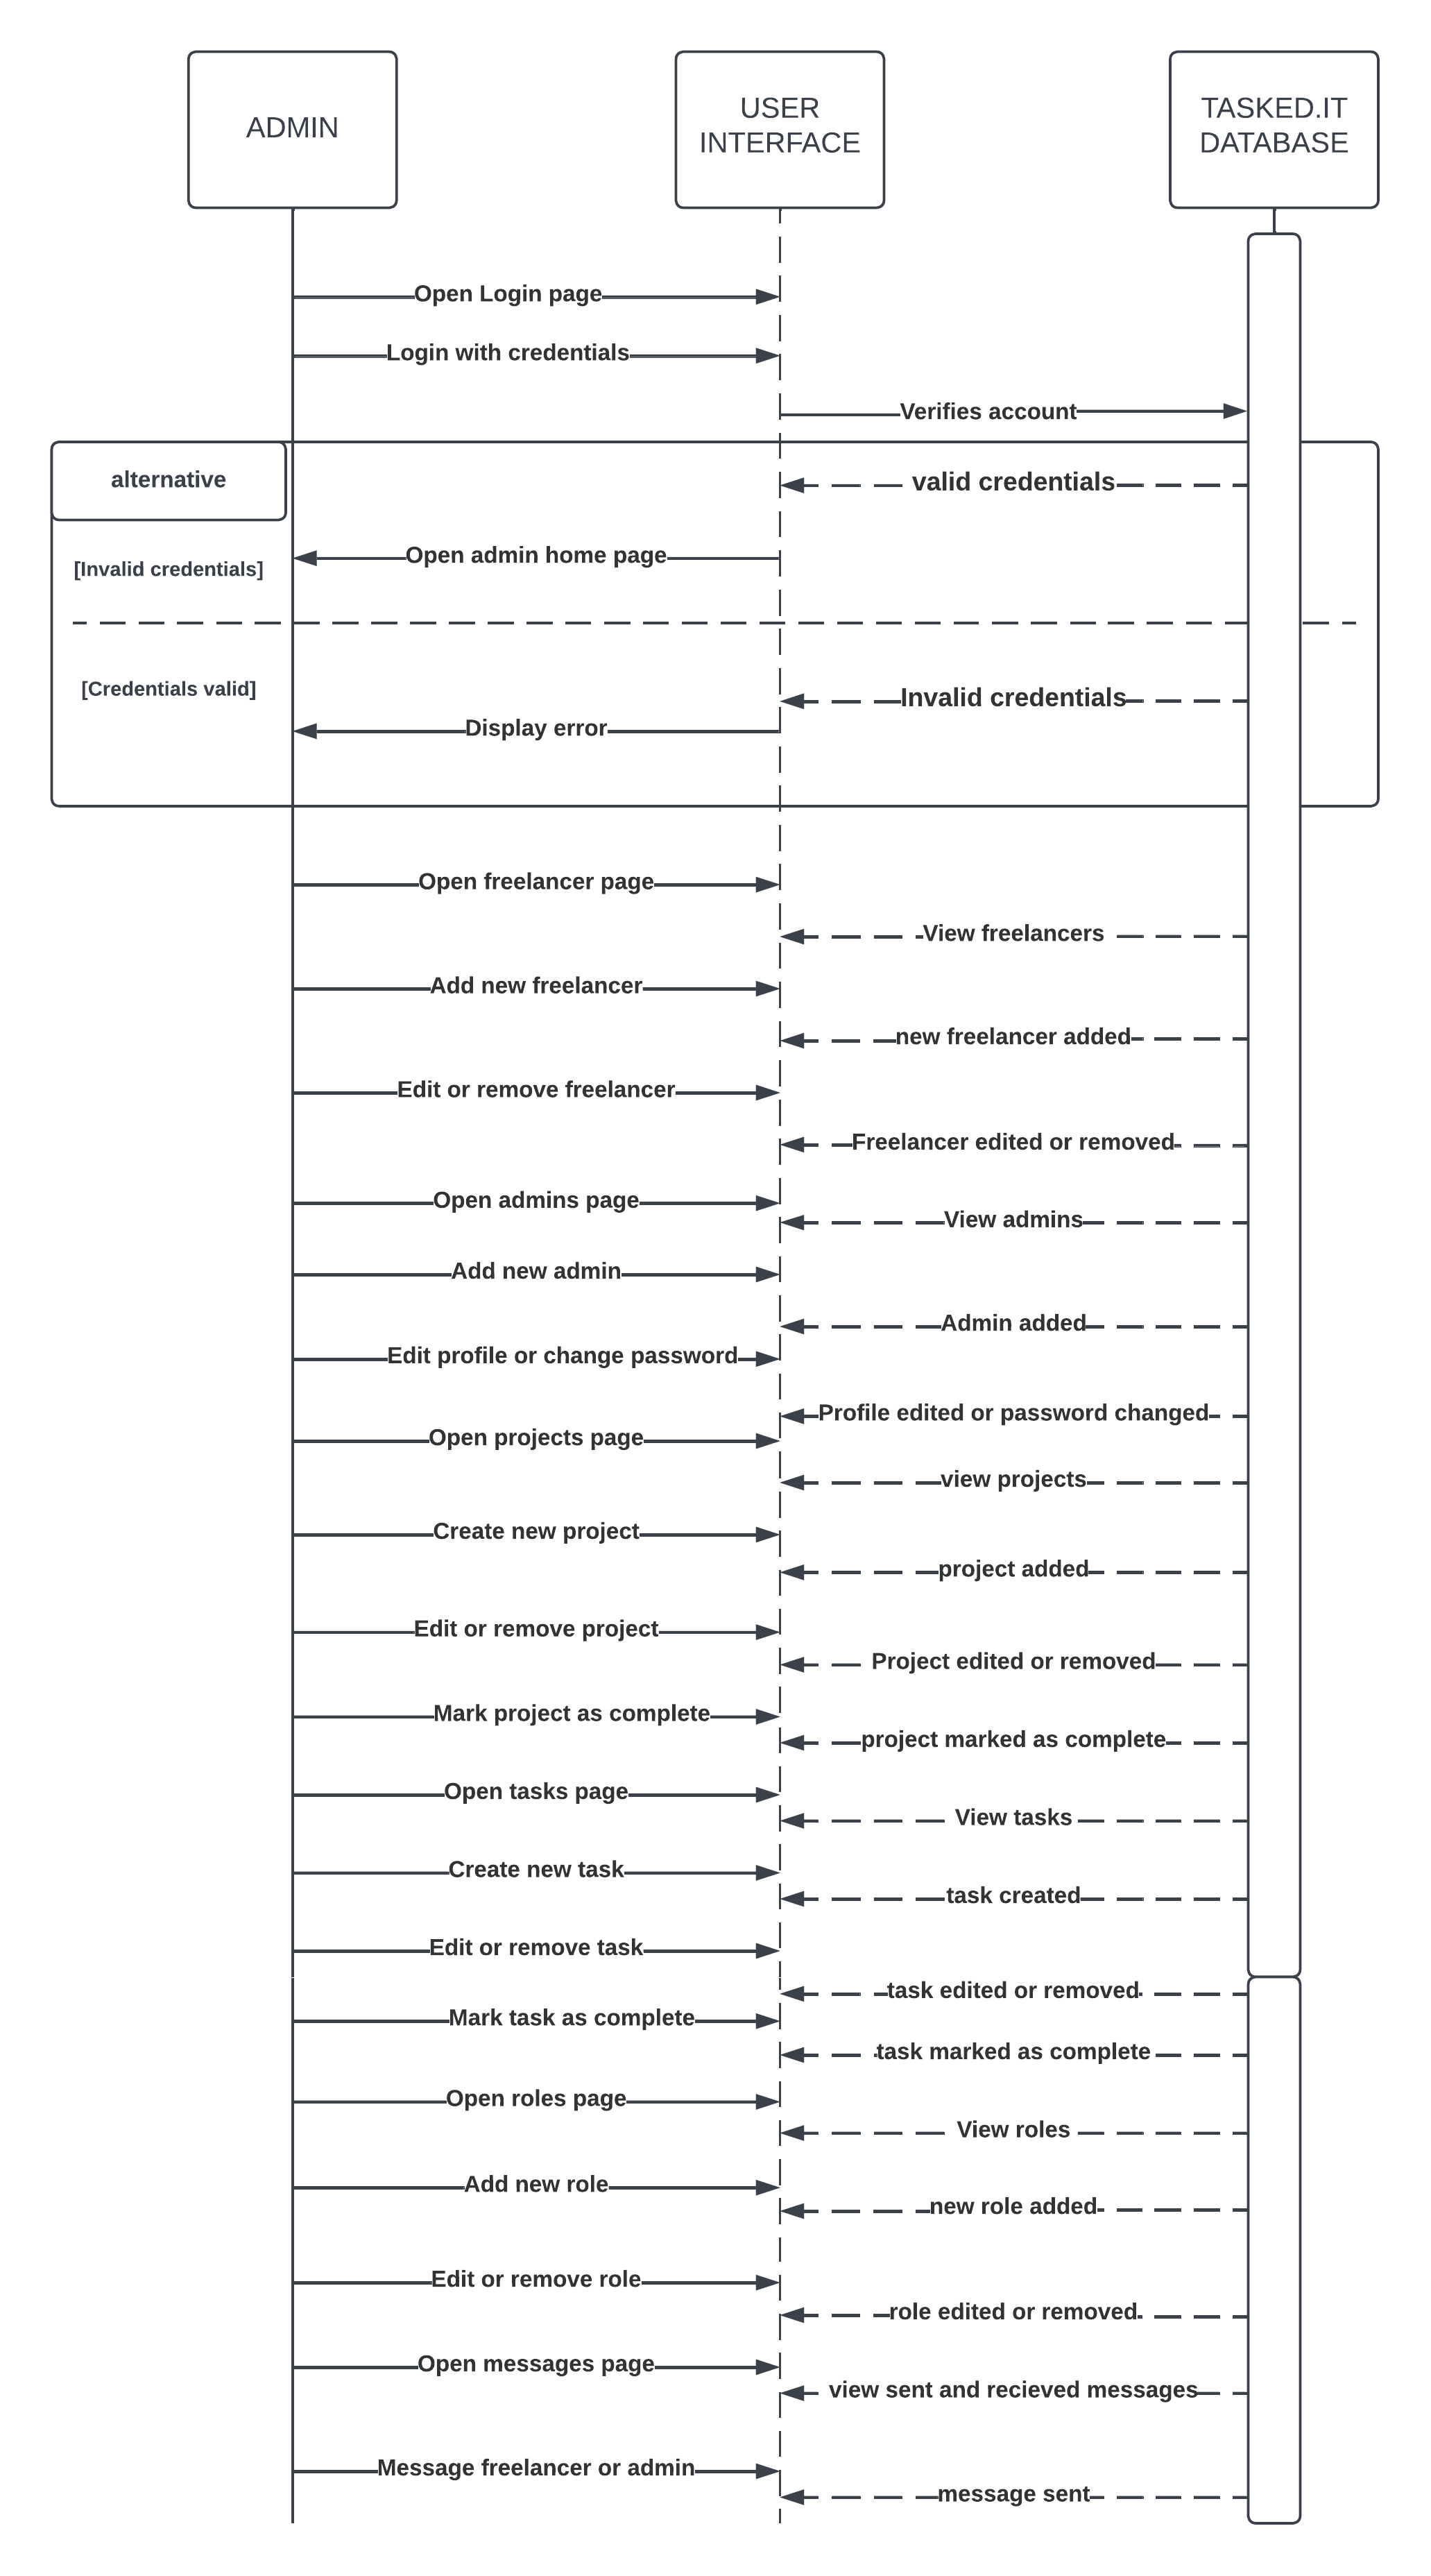 ADMIN
USER
INTERFACE
TASKED.IT
DATABASE
Open Login page
Login with credentials
Verifies account
alternative
valid credentials
Open admin home page
[Invalid credentials]
[Credentials valid]
Invalid credentials
Display error
Open freelancer page
View freelancers
Add new freelancer
new freelancer added
Edit or remove freelancer
Freelancer edited or removed
Open admins page
View admins
Add new admin
Admin added
Edit profile or change password
Profile edited or password changed
Open projects page
view projects
Create new project
project added
Edit or remove project
Project edited or removed
Mark project as complete
project marked as complete
Open tasks page
View tasks
Create new task
task created
Edit or remove task
task edited or removed
Mark task as complete
task marked as complete
Open roles page
View roles
Add new role
new role added
Edit or remove role
role edited or removed
Open messages page
view sent and recieved messages
Message freelancer or admin
message sent